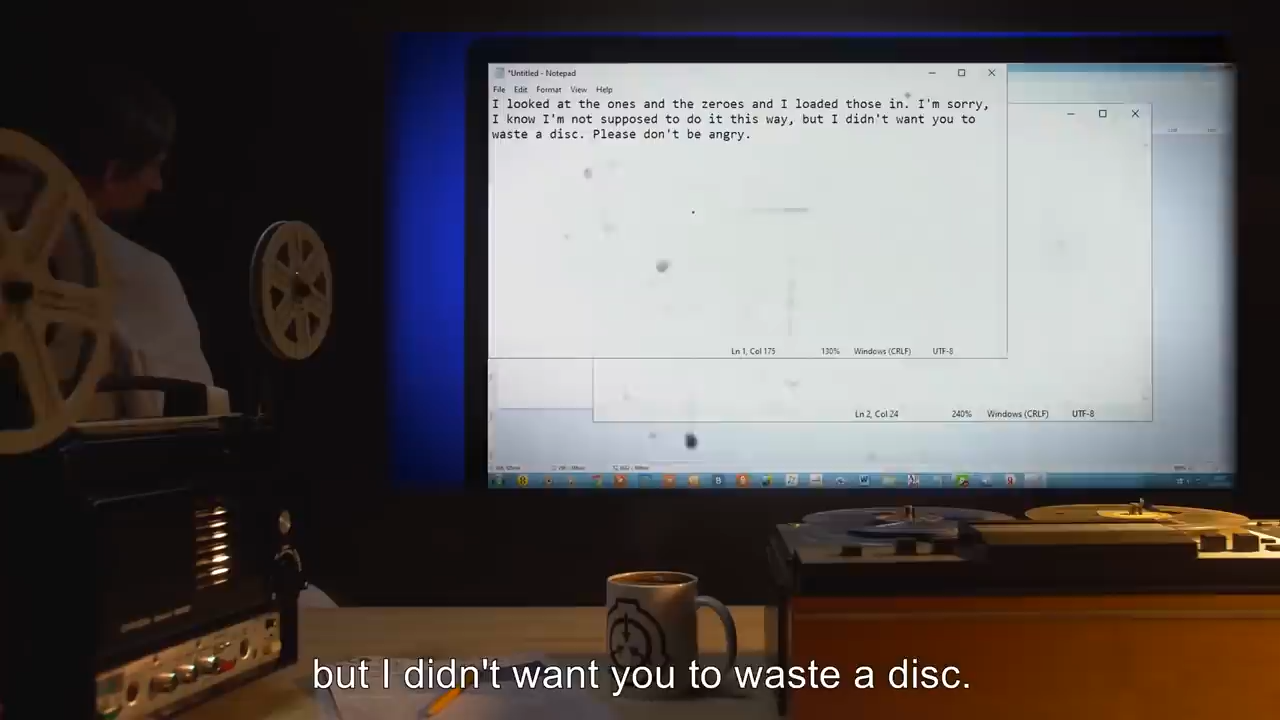 *Untitled - Notepad
File Edit Format View Help
I looked at the ones and the zeroes and I loaded those in. I'm sorry,
I know I'm not supposed to do it this way, but I didn't want you to
waste a disc. Please don't be angry.
Ln 1, Col 175 130% Windows (CRLF) UTF-8
Ln 2, Col 24 240% Windows (CRLF) UTF-8
but I didn't want you to waste a disc.